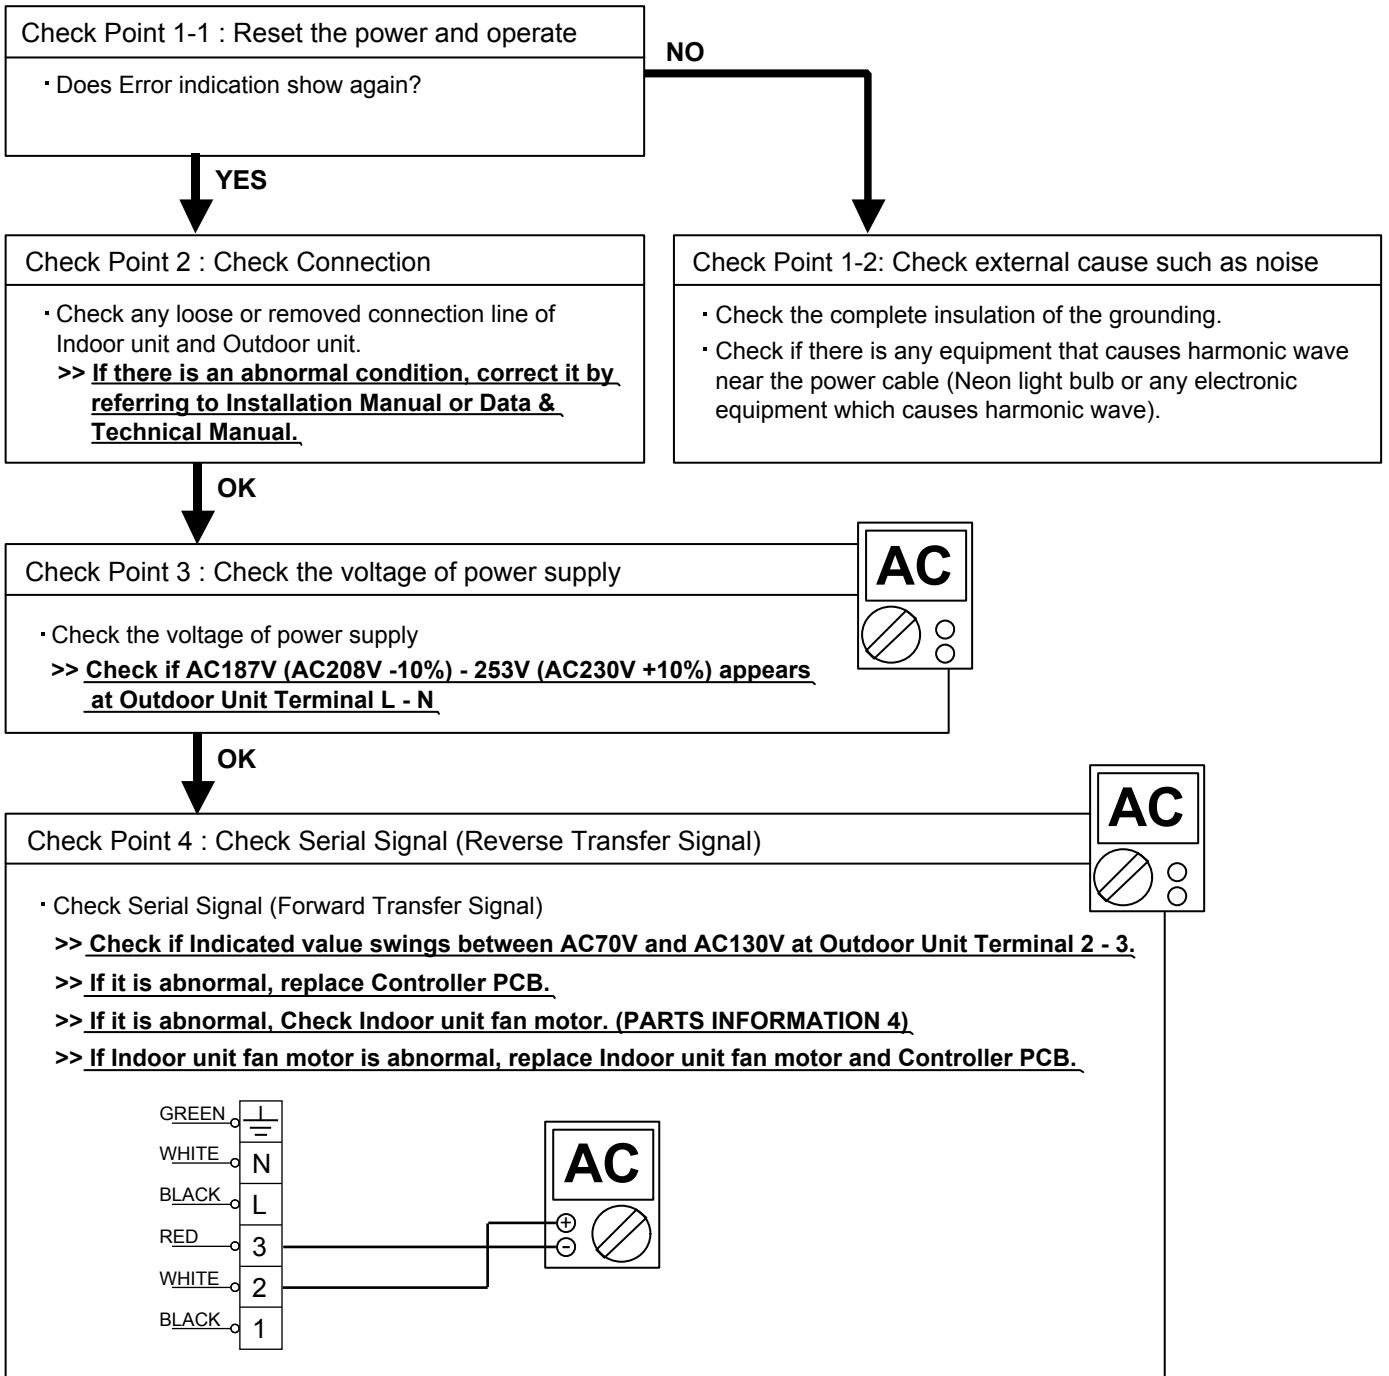 Check Point 1-1 : Reset the power and operate
NO
· Does Error indication show again?
YES
Check Point 2 : Check Connection
· Check any loose or removed connection line of
Indoor unit and Outdoor unit.
>> If there is an abnormal condition, correct it by
referring to Installation Manual or Data &
Technical Manual.
Check Point 1-2: Check external cause such as noise
· Check the complete insulation of the grounding.
· Check if there is any equipment that causes harmonic wave
near the power cable (Neon light bulb or any electronic
equipment which causes harmonic wave).
OK
Check Point 3 : Check the voltage of power supply
AC
· Check the voltage of power supply
>> Check if AC187V (AC208V -10%) - 253V (AC230V +10%) appears
at Outdoor Unit Terminal L - N
OK
Check Point 4 : Check Serial Signal (Reverse Transfer Signal)
AC
· Check Serial Signal (Forward Transfer Signal)
>> Check if Indicated value swings between AC70V and AC130V at Outdoor Unit Terminal 2 - 3.
>> If it is abnormal, replace Controller PCB.
>> If it is abnormal, Check Indoor unit fan motor. (PARTS INFORMATION 4)
>> If Indoor unit fan motor is abnormal, replace Indoor unit fan motor and Controller PCB.
GREEN
WHITE N
BLACK L
RED 3
WHITE 2
BLACK 1
AC
+
-